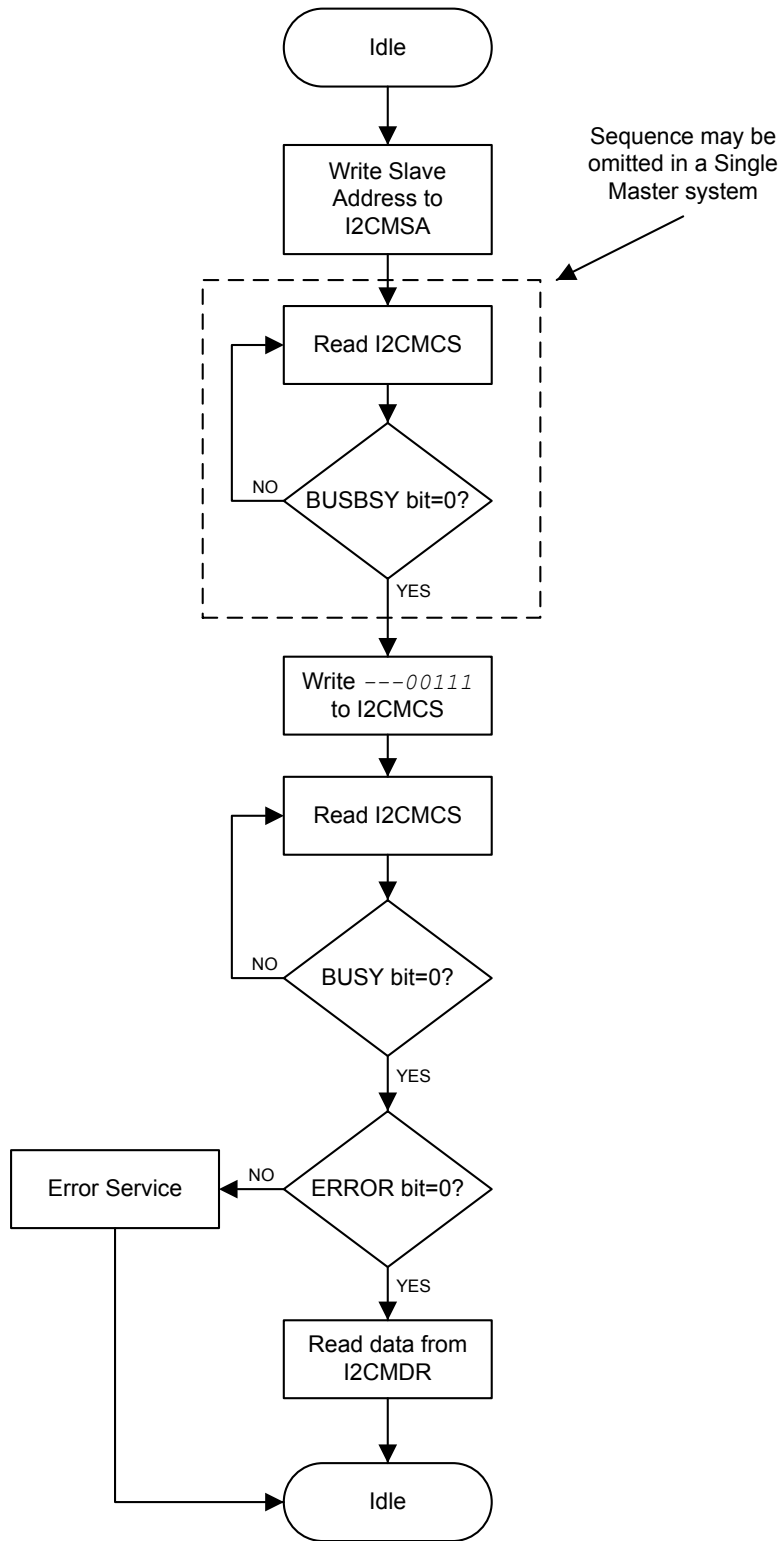 Idle
Write Slave
Address to
I2CMSA
Sequence may be
omitted in a Single
Master system
Read I2CMCS
BUSBSY bit=0?
NO
YES
Write ---00111
to I2CMCS
Read I2CMCS
BUSY bit=0?
NO
YES
Error Service
NO
ERROR bit=0?
YES
Read data from
I2CMDR
Idle